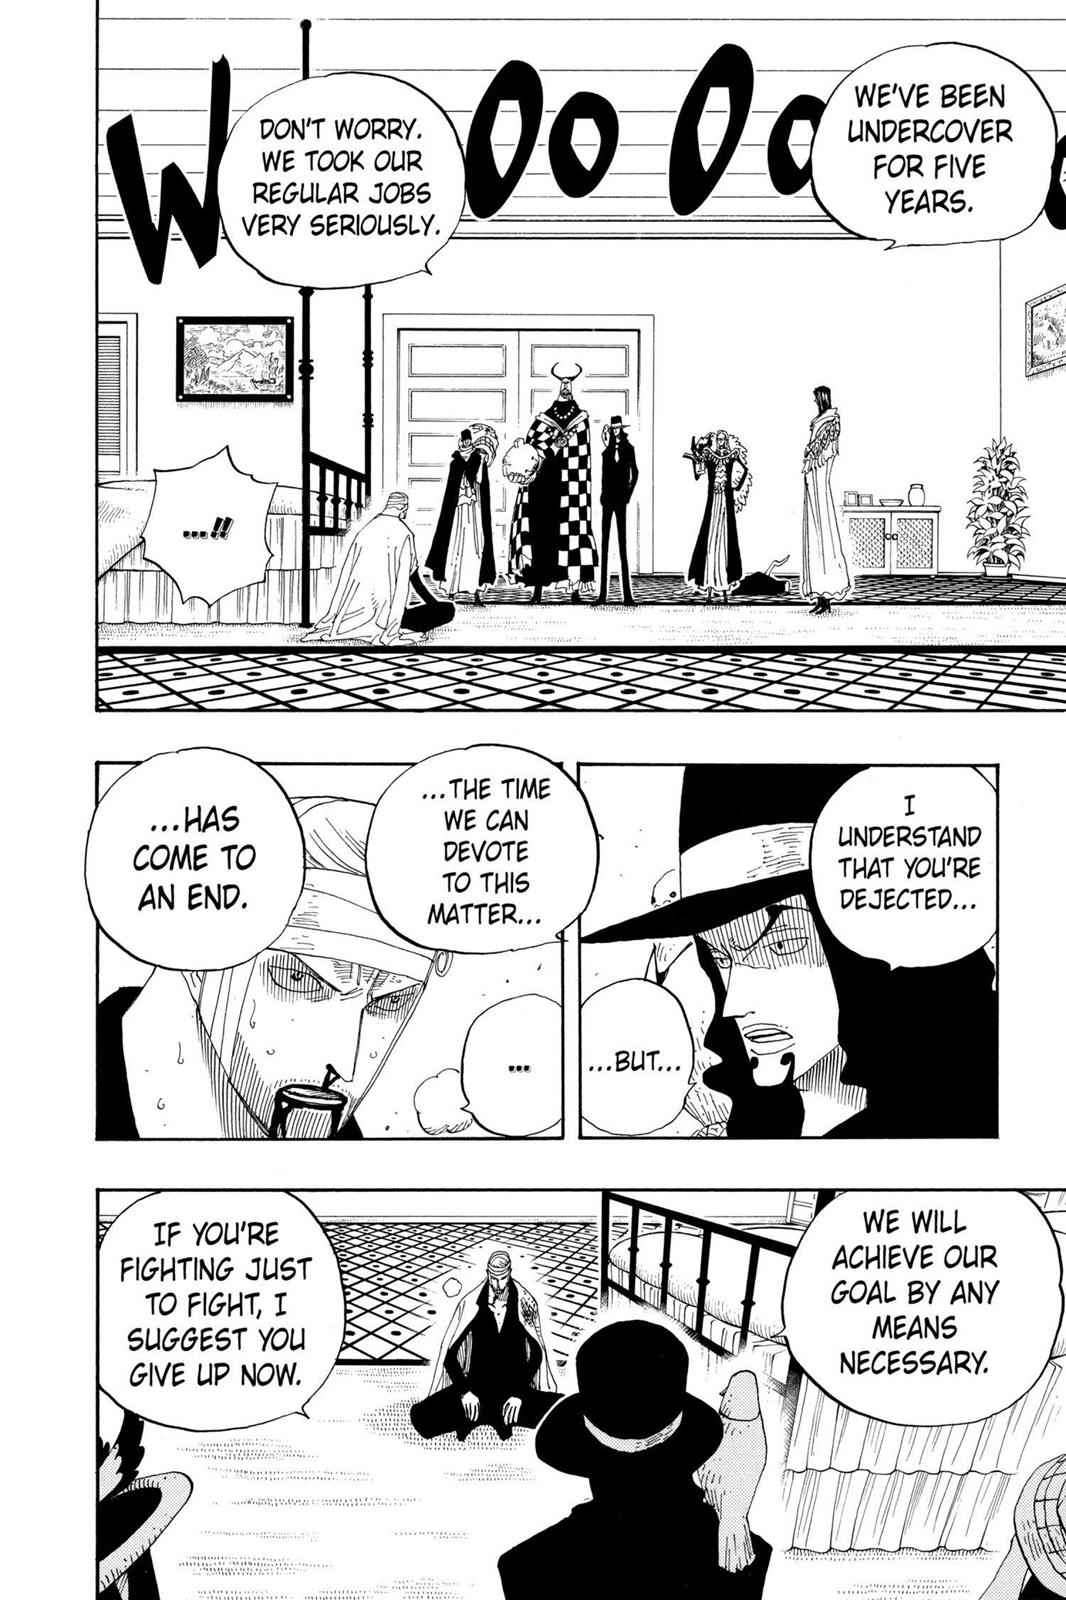 WE'VE BEEN
UNDERCOVER
FOR FIVE
YEARS.
DON'T WORRY.
WE TOOK OUR
REGULAR JOBS
VERY SERIOUSLY.
...!!
I
UNDERSTAND
THAT YOU'RE
DEJECTED...
...BUT...
...THE TIME
WE CAN
DEVOTE
TO THIS
MATTER...
...HAS
COME TO
AN END.
...
WE WILL
ACHIEVE OUR
GOAL BY ANY
MEANS
NECESSARY.
IF YOU'RE
FIGHTING JUST
TO FIGHT, I
SUGGEST YOU
GIVE UP NOW.